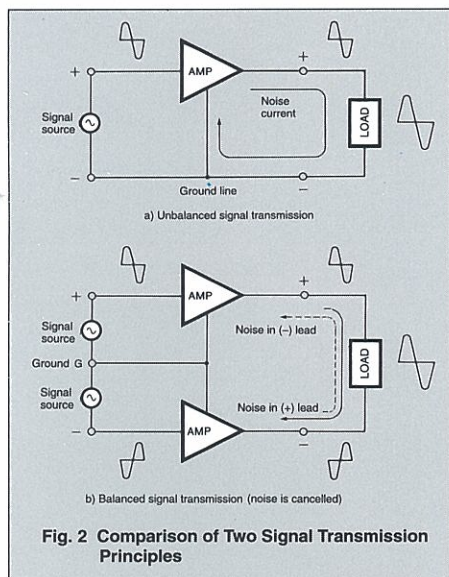 +
AMP
+
Signal
source
Noise
current
LOAD
−
Ground line
−
a) Unbalanced signal transmission
+
AMP
+
Signal
source
Noise in (−) lead
Ground G
LOAD
Signal
source
Noise in (+) lead
−
AMP
−
b) Balanced signal transmission (noise is cancelled)
Fig. 2 Comparison of Two Signal Transmission
Principles